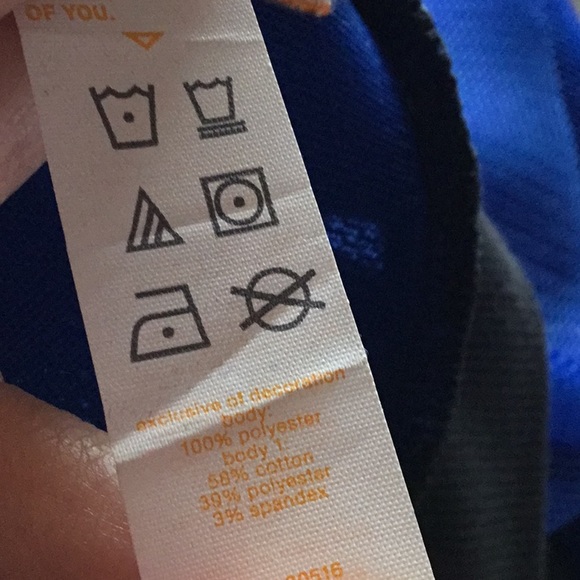 OF YOU.
exclusive of decoration
body:
100% polyester
body 1:
58% cotton
39% polyester
3% spandex